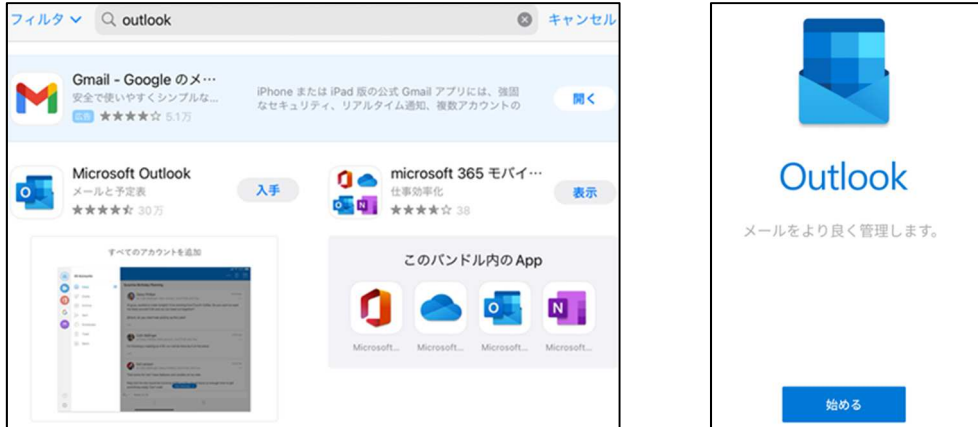 フィルタ
outlook
キャンセル
Gmail - Google のメ…
安全で使いやすくシンプルな...
広告 ★★★★☆ 5.1万
iPhone または iPad 版の公式 Gmail アプリには、強固
なセキュリティ、リアルタイム通知、複数アカウントの
開く
Microsoft Outlook
メールと予定表
30万
入手
microsoft 365 モバイ…
仕事効率化
★★★★☆ 38
表示
すべてのアカウントを追加
このバンドル内の App
Microsoft...
Microsoft...
Microsoft...
Microsoft...
Outlook
メールをより良く管理します。
始める